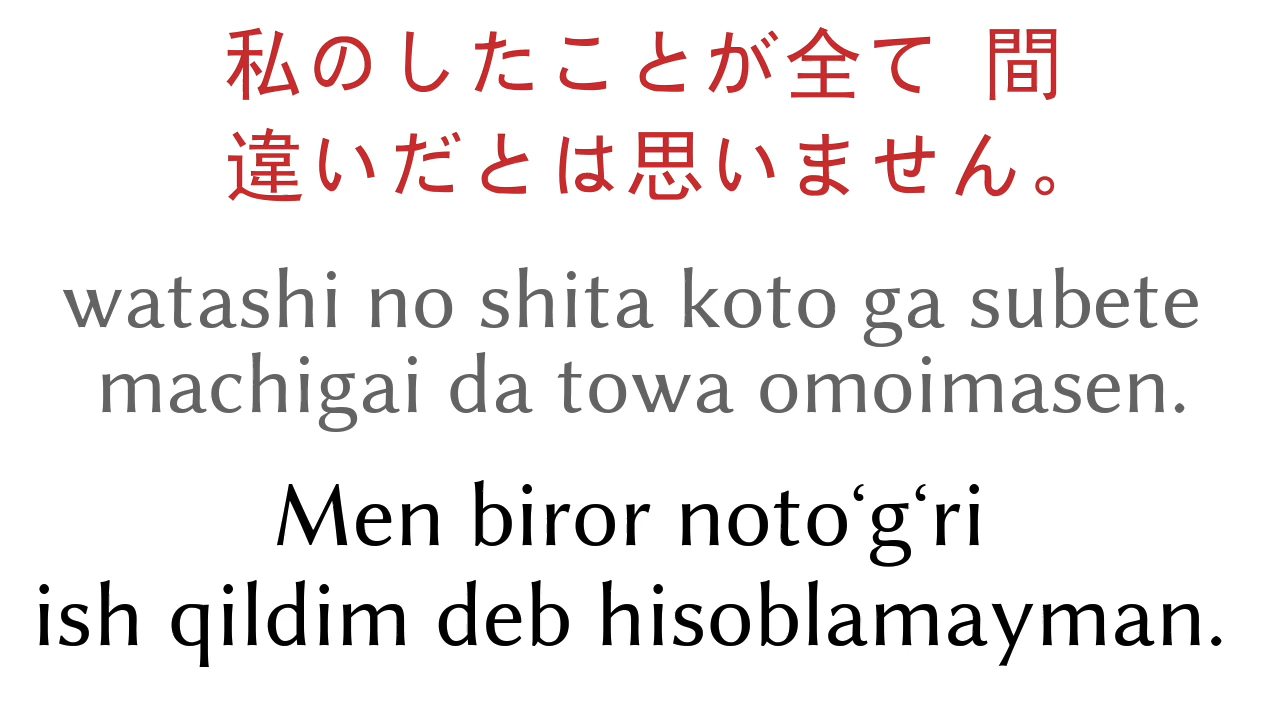 私のしたことが全て 間
違いだとは思いません。
watashi no shita koto ga subete
machigai da towa omoimasen.
Men biror noto‘g‘ri
ish qildim deb hisoblamayman.